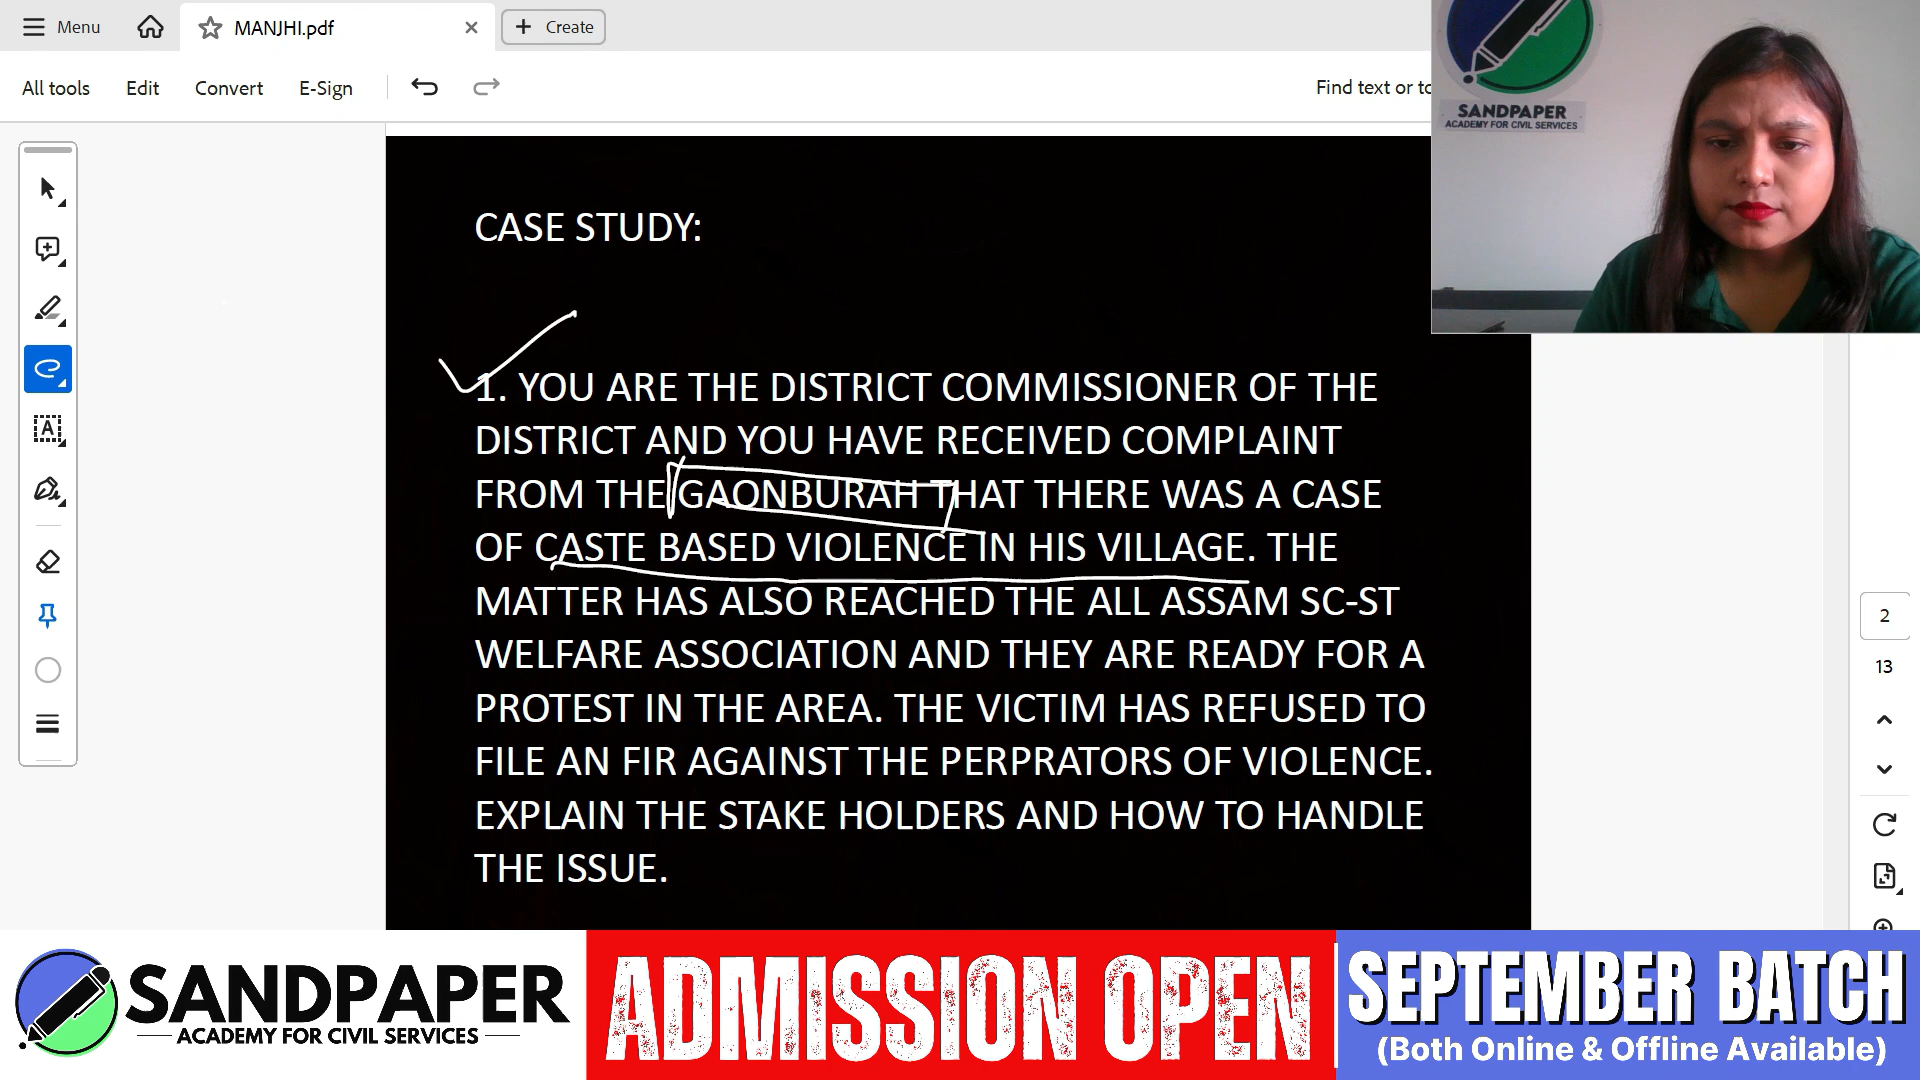 Menu
MANJHI.pdf
Create
All tools
Edit
Convert
E-Sign
Find text or to
SANDPAPER
ACADEMY FOR CIVIL SERVICES
CASE STUDY:
1. YOU ARE THE DISTRICT COMMISSIONER OF THE
DISTRICT AND YOU HAVE RECEIVED COMPLAINT
FROM THE GAONBURAH THAT THERE WAS A CASE
OF CASTE BASED VIOLENCE IN HIS VILLAGE. THE
MATTER HAS ALSO REACHED THE ALL ASSAM SC-ST
WELFARE ASSOCIATION AND THEY ARE READY FOR A
PROTEST IN THE AREA. THE VICTIM HAS REFUSED TO
FILE AN FIR AGAINST THE PERPRATORS OF VIOLENCE.
EXPLAIN THE STAKE HOLDERS AND HOW TO HANDLE
THE ISSUE.
2
13
SANDPAPER
ACADEMY FOR CIVIL SERVICES
ADMISSION OPEN
SEPTEMBER BATCH
(Both Online & Offline Available)